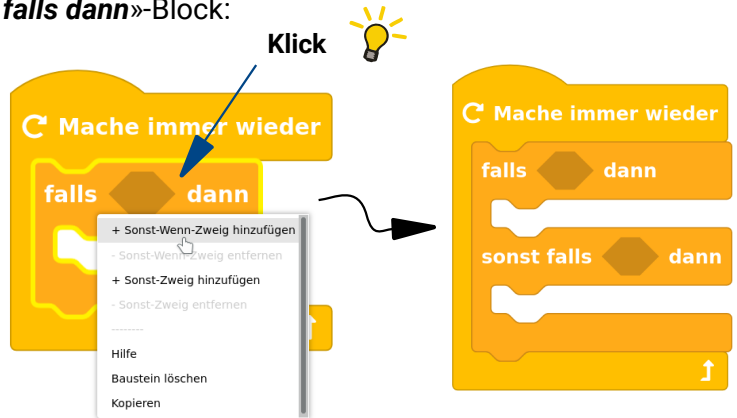 falls dann»-Block:
Klick
Mache immer wieder
falls dann
+ Sonst-Wenn-Zweig hinzufügen
- Sonst-Wenn-Zweig entfernen
+ Sonst-Zweig hinzufügen
- Sonst-Zweig entfernen
--------
Hilfe
Baustein löschen
Kopieren
Mache immer wieder
falls dann
sonst falls dann